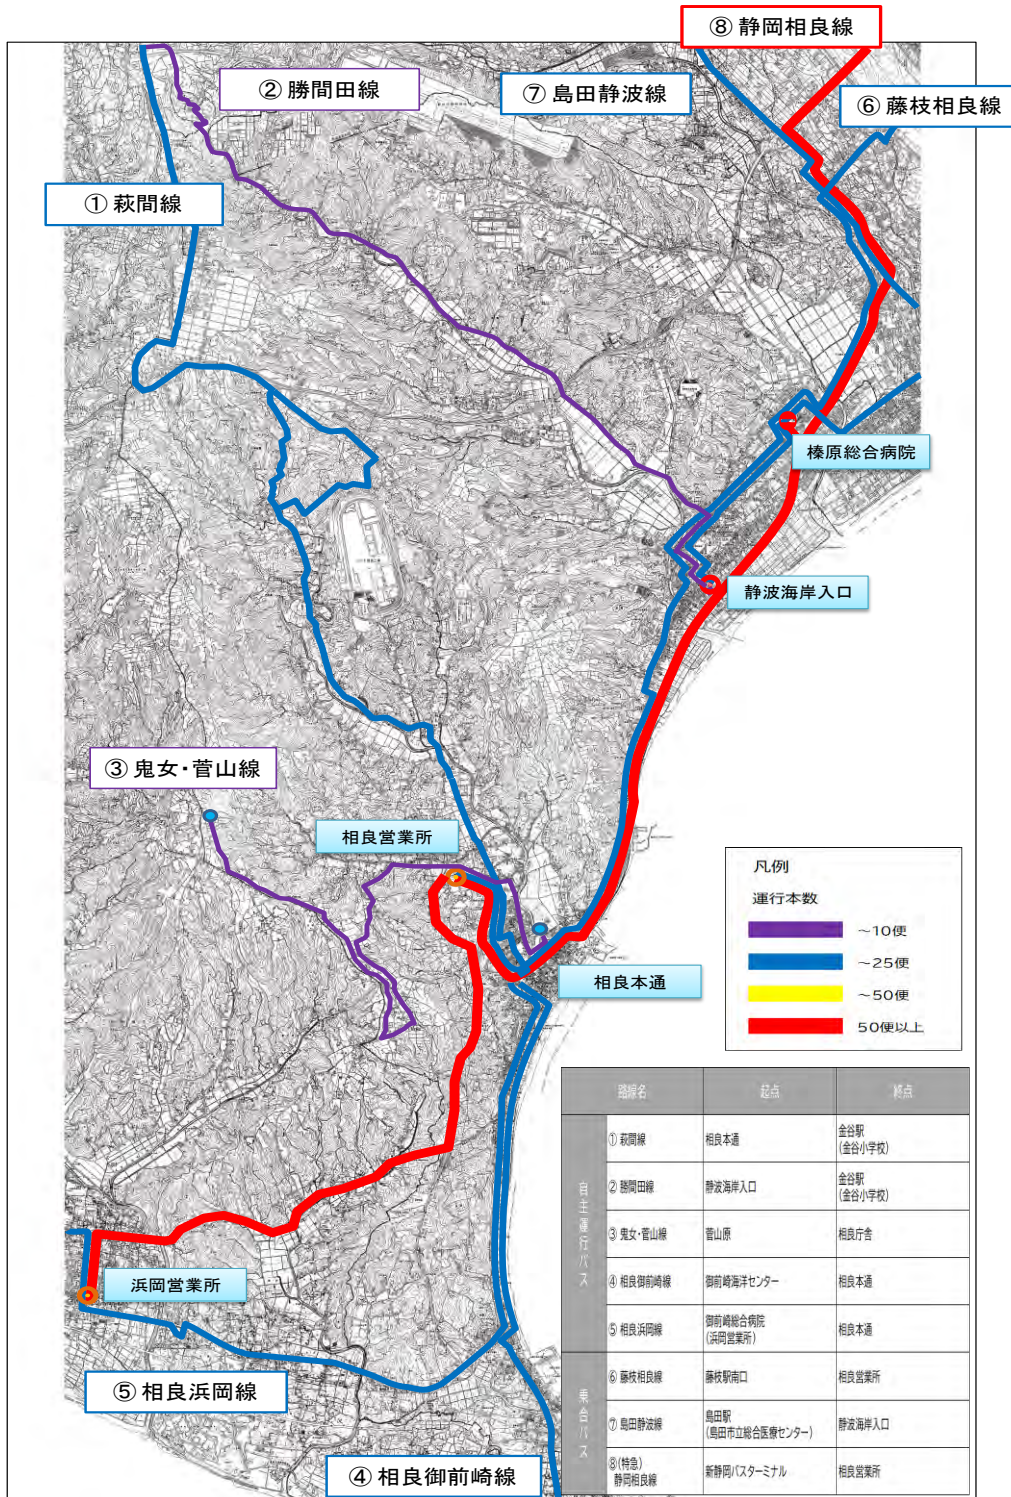 ⑧ 静岡相良線
② 勝間田線
⑦ 島田静波線
⑥ 藤枝相良線
① 萩間線
榛原総合病院
静波海岸入口
③ 鬼女・菅山線
相良営業所
相良本通
凡例
運行本数
～10便
～25便
～50便
50便以上
浜岡営業所
⑤ 相良浜岡線
④ 相良御前崎線
路線名 起点 終点
自主運行バス
① 萩間線 相良本通 金谷駅
(金谷小学校)
② 勝間田線 静波海岸入口 金谷駅
(金谷小学校)
③ 鬼女・菅山線 菅山原 相良庁舎
④ 相良御前崎線 御前崎海洋センター 相良本通
⑤ 相良浜岡線 御前崎総合病院
(浜岡営業所) 相良本通
乗合バス
⑥ 藤枝相良線 藤枝駅南口 相良営業所
⑦ 島田静波線 島田駅
(島田市立総合医療センター) 静波海岸入口
⑧(特急)
静岡相良線 新静岡バスターミナル 相良営業所